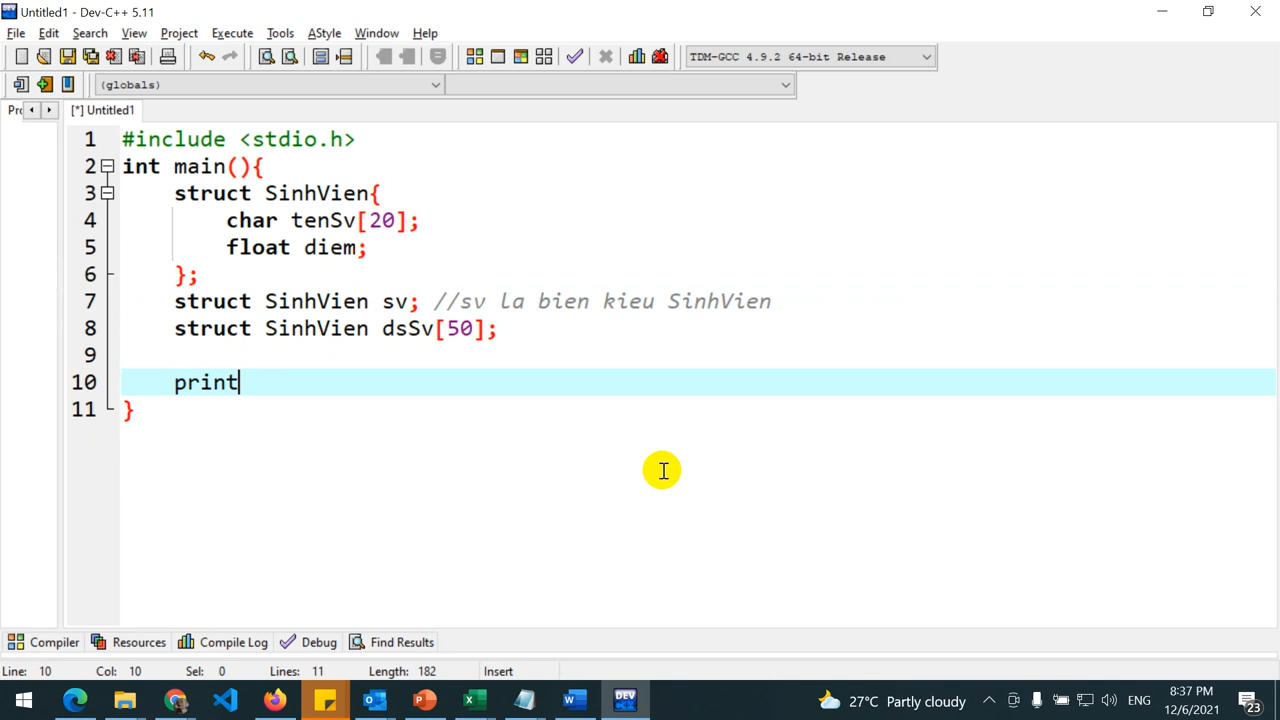 Untitled1 - Dev-C++ 5.11
File Edit Search View Project Execute Tools AStyle Window Help
TDM-GCC 4.9.2 64-bit Release
(globals)
Prc [*] Untitled1
1 #include <stdio.h>
2 int main(){
3 struct SinhVien{
4 char tenSv[20];
5 float diem;
6 };
7 struct SinhVien sv; //sv la bien kieu SinhVien
8 struct SinhVien dsSv[50];
9
10 print
11 }
Compiler Resources Compile Log Debug Find Results
Line: 10 Col: 10 Sel: 0 Lines: 11 Length: 182 Insert
DEV C++ 27°C Partly cloudy ENG 8:37 PM
12/6/2021 23